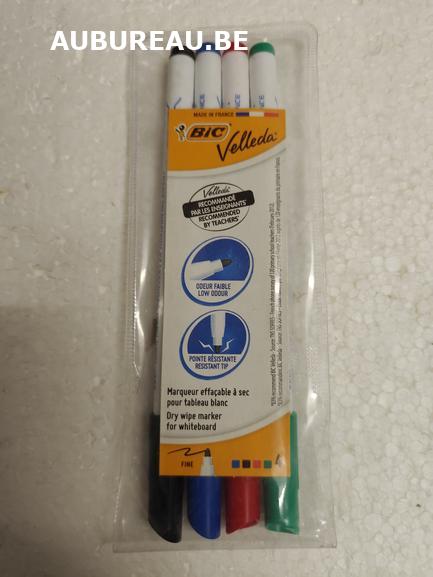 AUBUREAU.BE
MADE IN FRANCE
BiC Velleda
Velleda
RECOMMANDÉ
PAR LES ENSEIGNANTS*
RECOMMENDED
BY TEACHERS*
ODEUR FAIBLE
LOW ODOUR
POINTE RÉSISTANTE
RESISTANT TIP
Marqueur effaçable à sec
pour tableau blanc
Dry wipe marker
for whiteboard
FINE
4